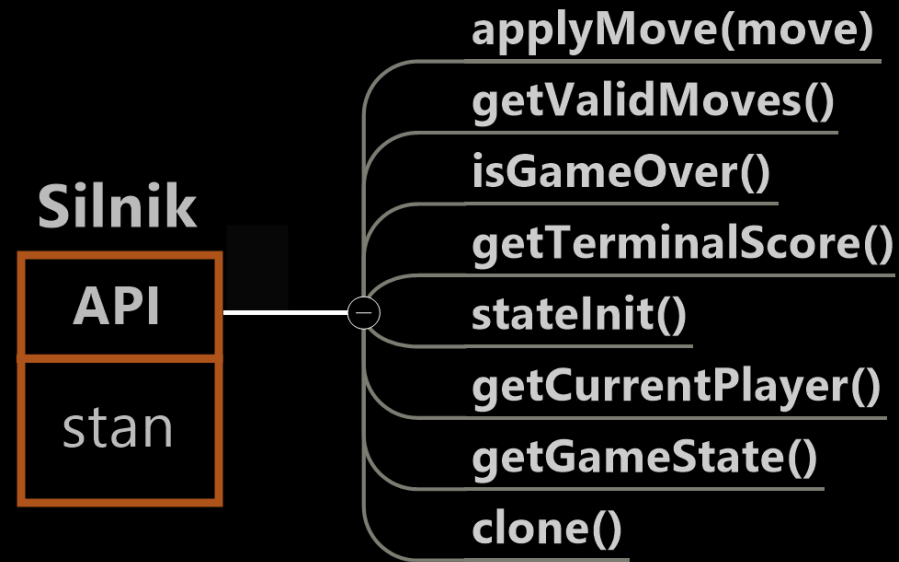 Silnik
API
stan
applyMove(move)
getValidMoves()
isGameOver()
getTerminalScore()
stateInit()
getCurrentPlayer()
getGameState()
clone()